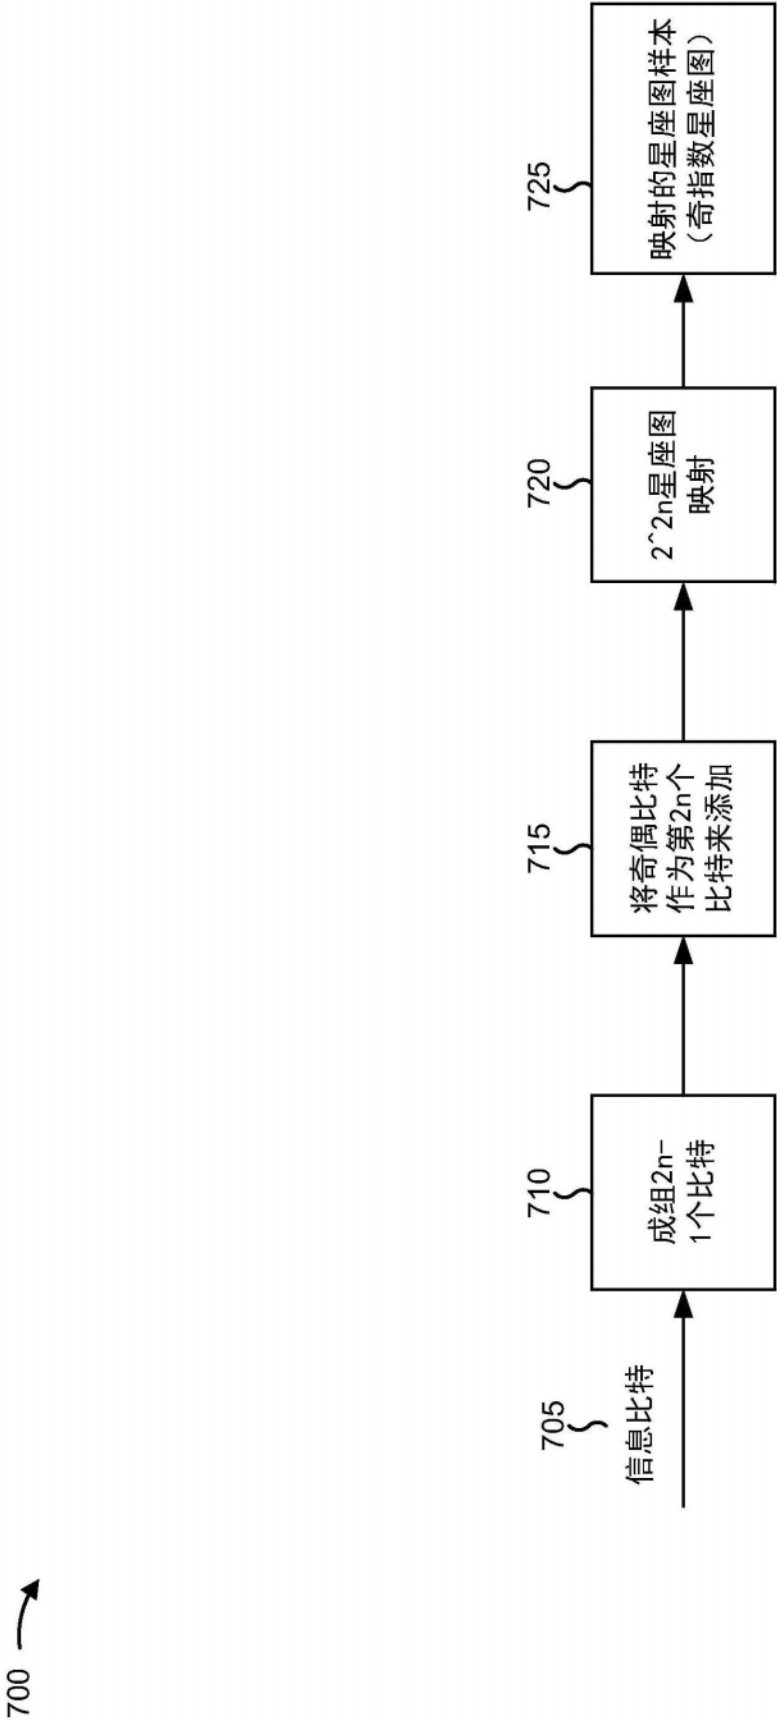 700
705
信息比特
710
成组2n-
1个比特
715
将奇偶比特
作为第2n个
比特来添加
720
2^2n星座图
映射
725
映射的星座图样本
（奇指数星座图）